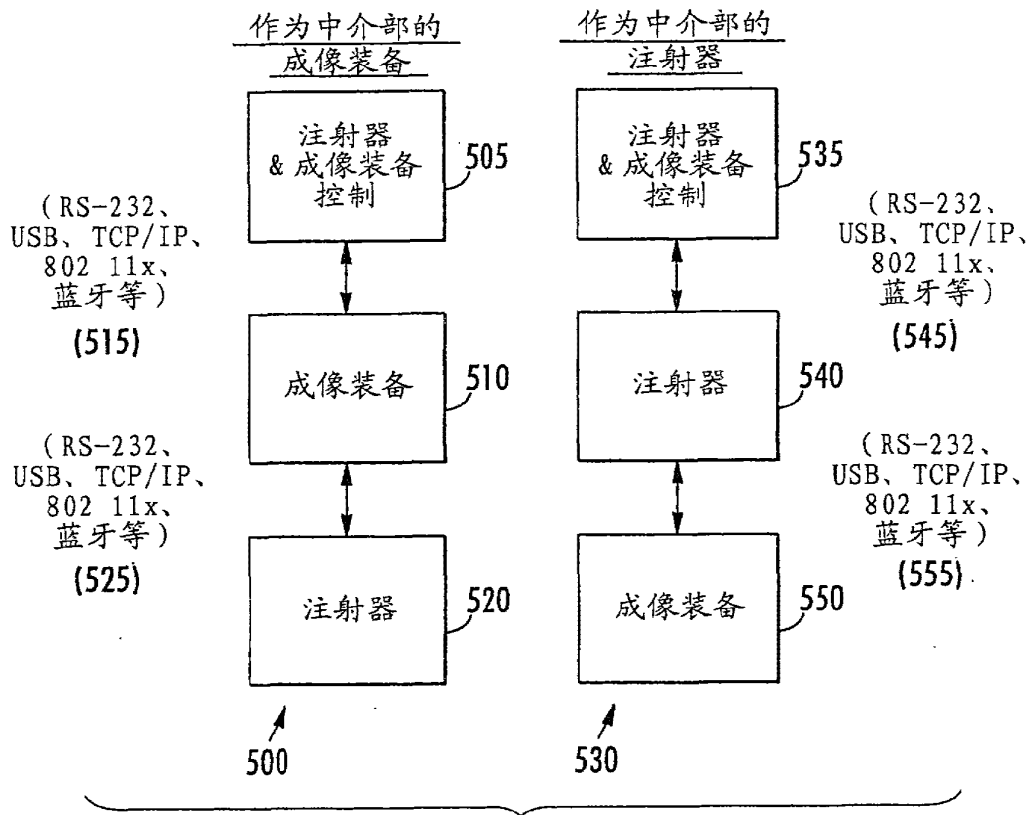 作为中介部的
成像装备
注射器
& 成像装备
控制
505
(RS-232、
USB、TCP/IP、
802 11x、
蓝牙等)
(515)
成像装备
510
(RS-232、
USB、TCP/IP、
802 11x、
蓝牙等)
(525)
注射器
520
500
作为中介部的
注射器
注射器
& 成像装备
控制
535
(RS-232、
USB、TCP/IP、
802 11x、
蓝牙等)
(545)
注射器
540
(RS-232、
USB、TCP/IP、
802 11x、
蓝牙等)
(555)
成像装备
550
530